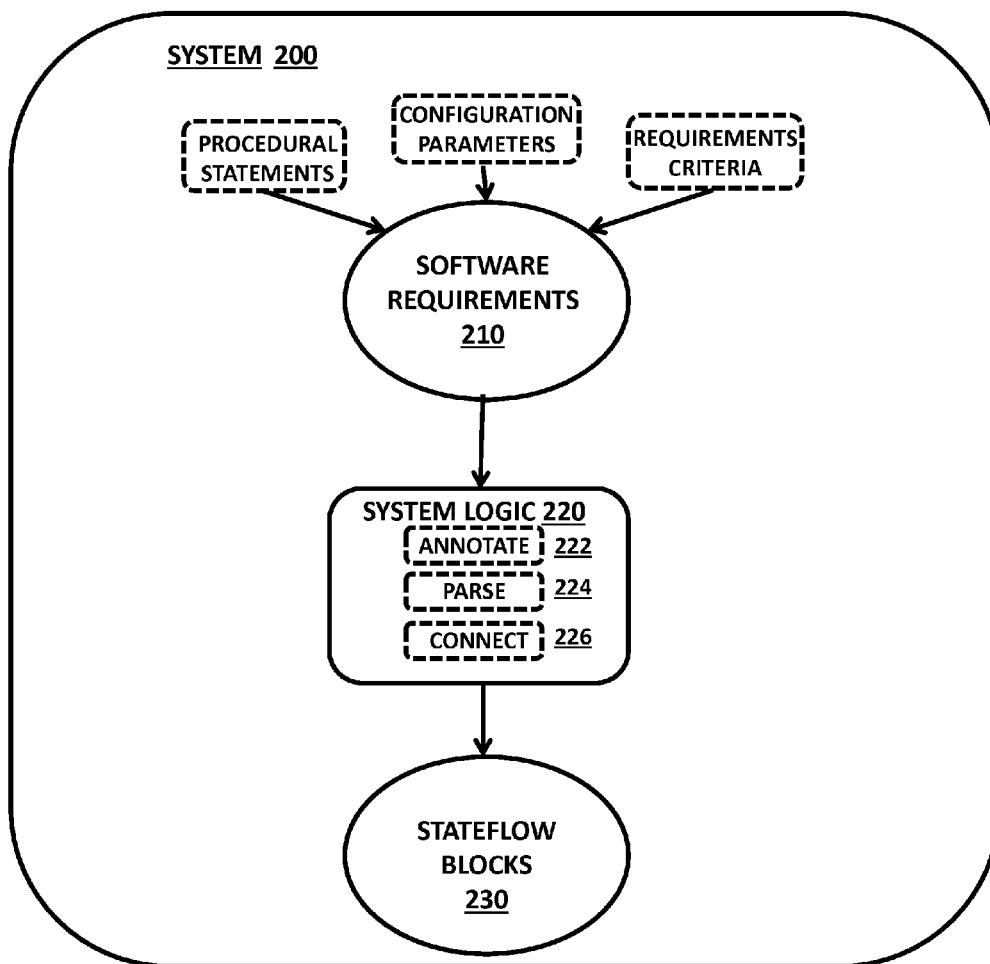 SYSTEM 200
PROCEDURAL
STATEMENTS
CONFIGURATION
PARAMETERS
REQUIREMENTS
CRITERIA
SOFTWARE
REQUIREMENTS
210
SYSTEM LOGIC 220
ANNOTATE 222
PARSE 224
CONNECT 226
STATEFLOW
BLOCKS
230